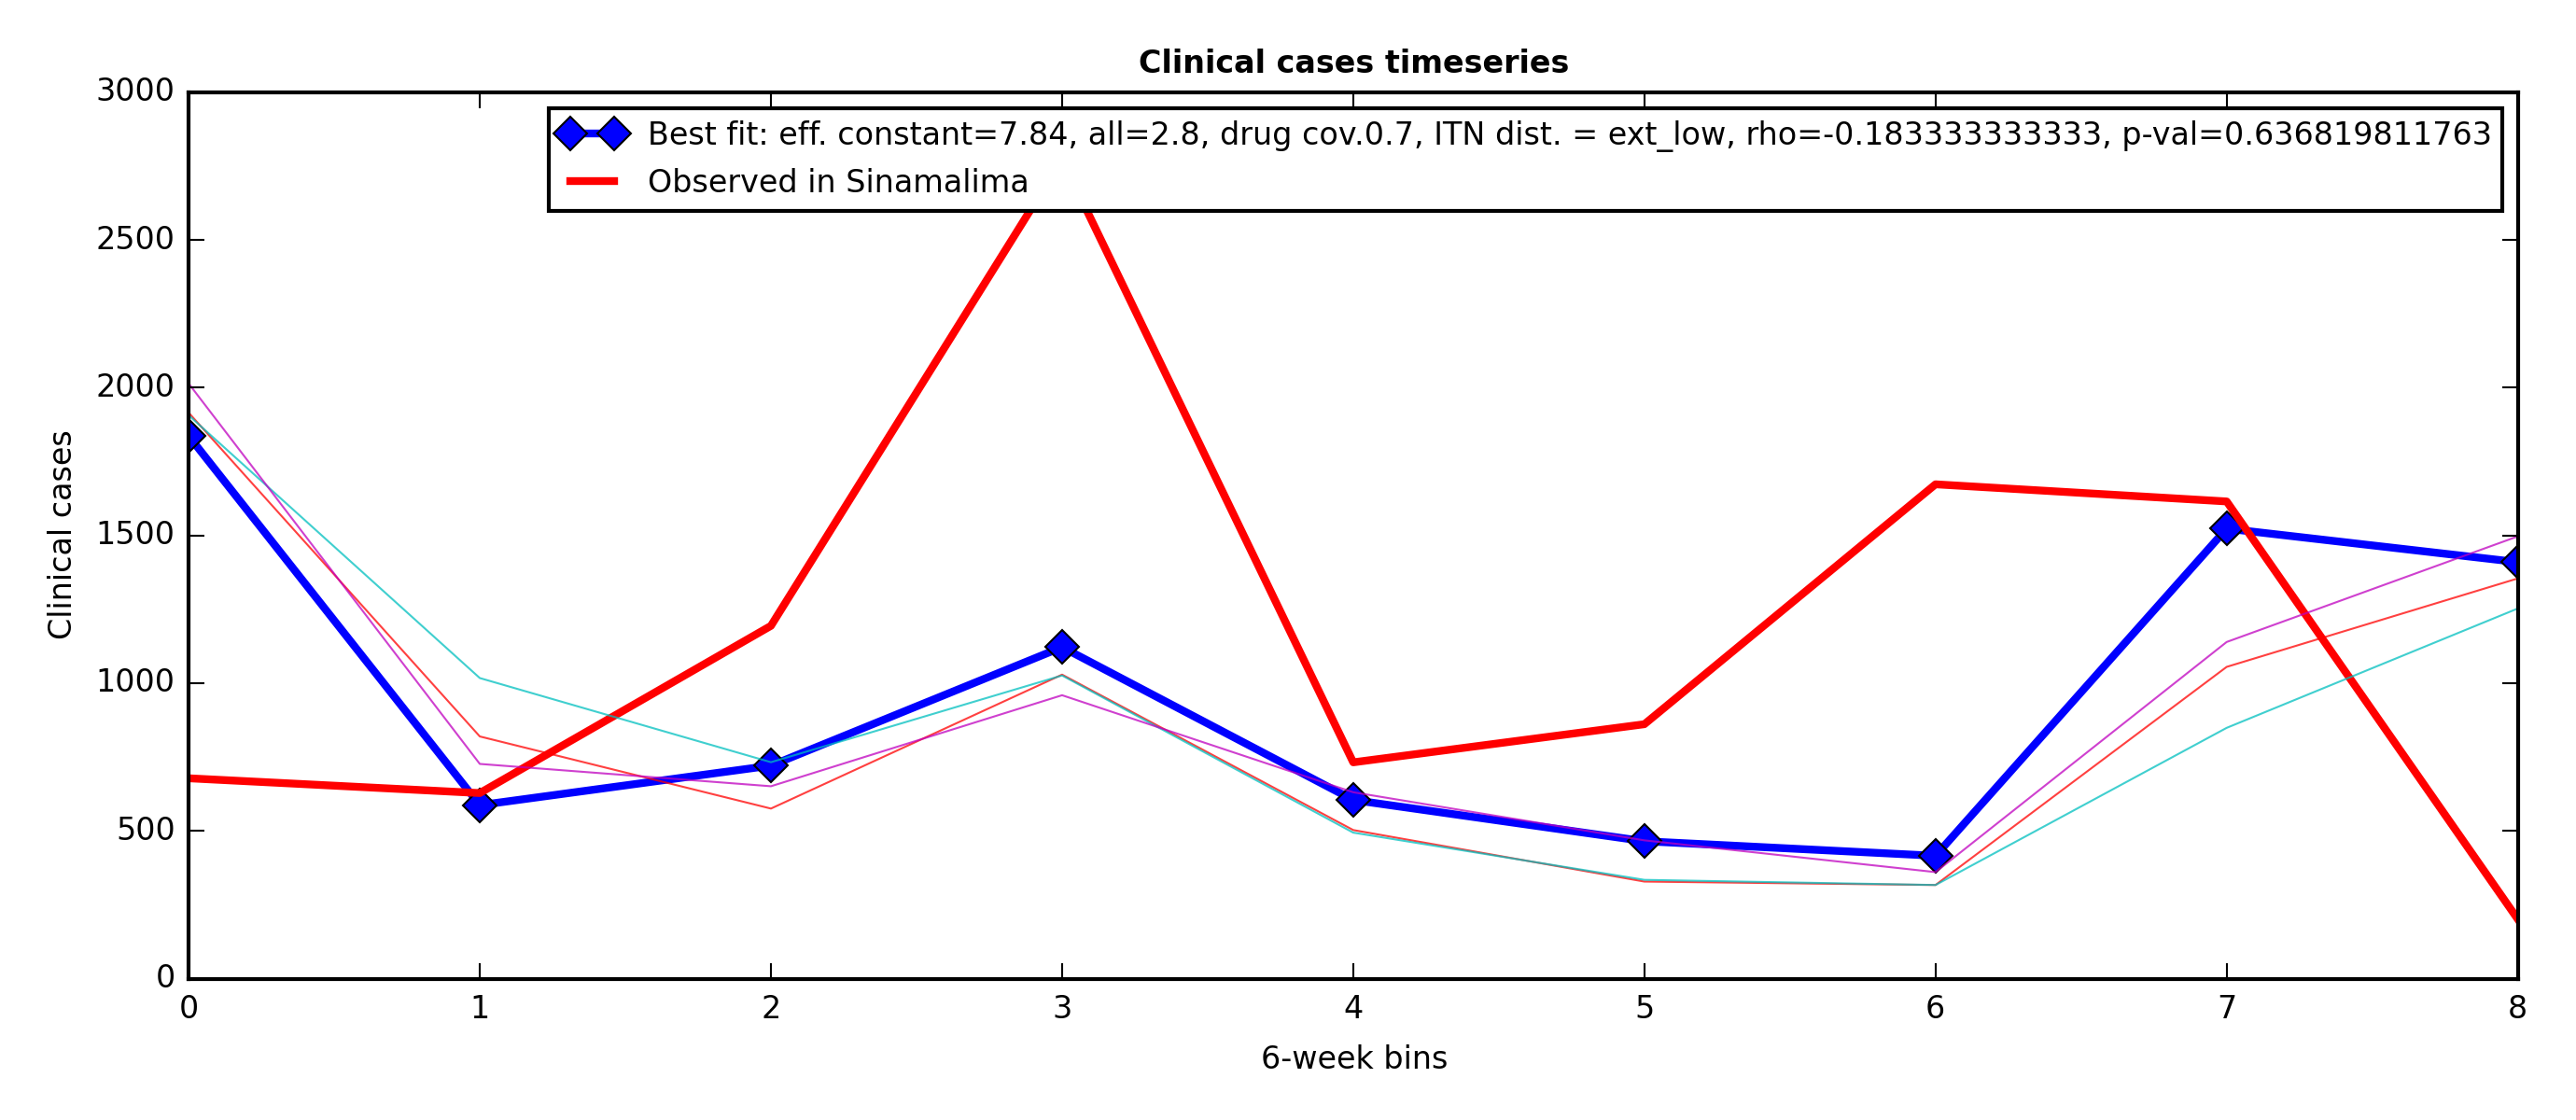 Clinical cases timeseries
3000
2500
2000
1500
1000
500
0
Clinical cases
Best fit: eff. constant=7.84, all=2.8, drug cov.0.7, ITN dist. = ext_low, rho=-0.183333333333, p-val=0.636819811763
Observed in Sinamalima
0 1 2 3 4 5 6 7 8
6-week bins